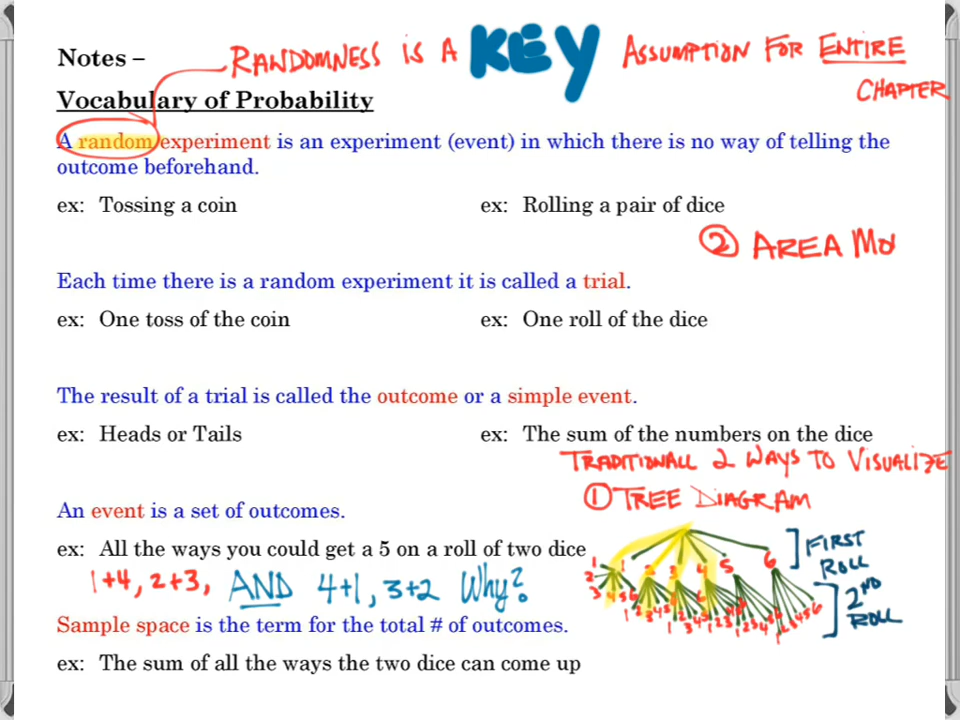 Notes – RANDOMNESS IS A KEY ASSUMPTION FOR ENTIRE
CHAPTER
Vocabulary of Probability
A random experiment is an experiment (event) in which there is no way of telling the
outcome beforehand.
ex: Tossing a coin ex: Rolling a pair of dice
② AREA MO
Each time there is a random experiment it is called a trial.
ex: One toss of the coin ex: One roll of the dice
The result of a trial is called the outcome or a simple event.
ex: Heads or Tails ex: The sum of the numbers on the dice
TRADITIONALL 2 WAYS TO VISUALIZE
① TREE DIAGRAM
An event is a set of outcomes.
ex: All the ways you could get a 5 on a roll of two dice
FIRST
ROLL
1 2 3 4 5 6
1+4, 2+3, AND 4+1, 3+2 Why?
2ND
ROLL
Sample space is the term for the total # of outcomes.
ex: The sum of all the ways the two dice can come up